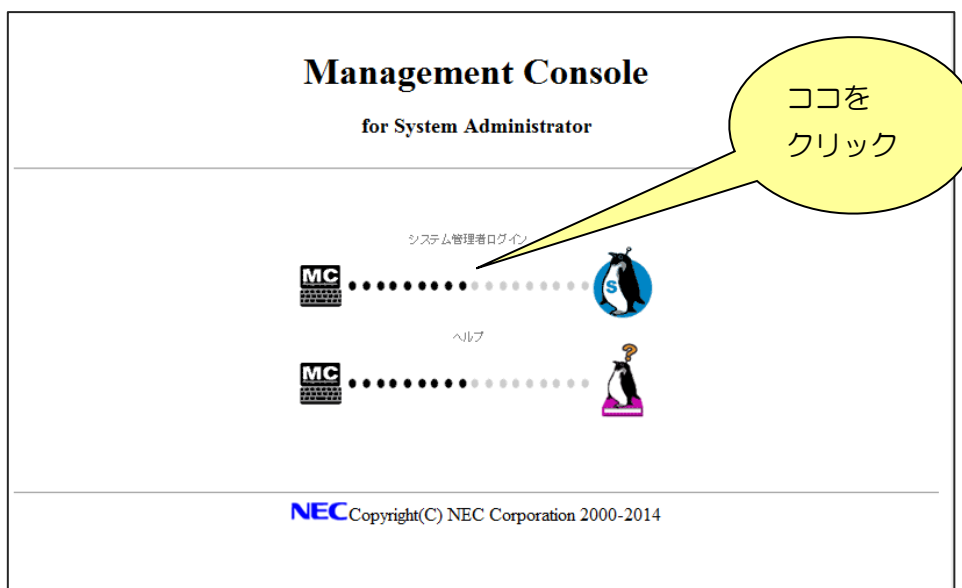 Management Console
for System Administrator
ココを
クリック
システム管理者ログイン
MC
S
ヘルプ
MC
?
NEC Copyright(C) NEC Corporation 2000-2014